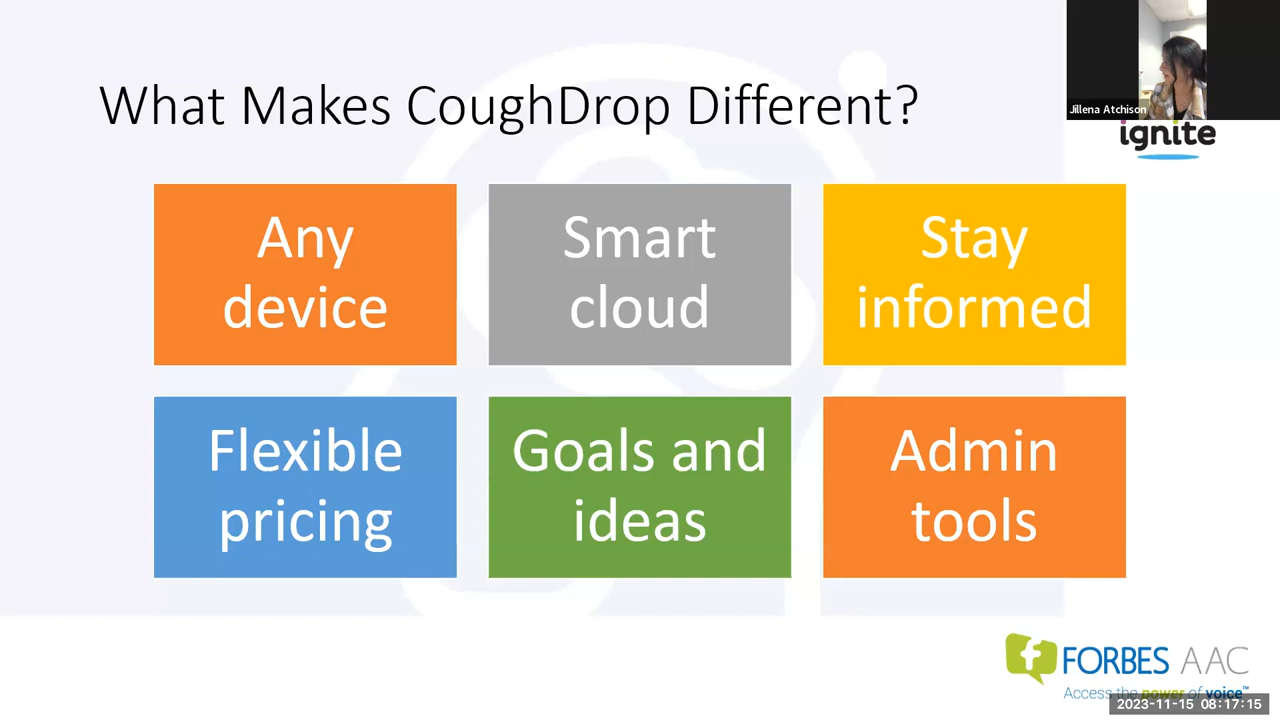 What Makes CoughDrop Different?
Jillena Atchison
ignite
Any
device
Smart
cloud
Stay
informed
Flexible
pricing
Goals and
ideas
Admin
tools
FORBES AAC
Access the power of voice™
2023-11-15 08:17:15